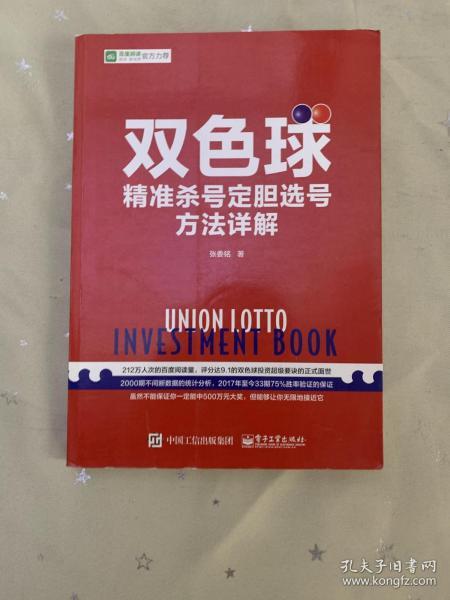 百度阅读
官方力荐
双色球
精准杀号定胆选号
方法详解
张委铭 著
UNION LOTTO
INVESTMENT BOOK
212万人次的百度阅读量，评分达9.1的双色球投资超级要诀的正式面世
2000期不间断数据的统计分析，2017年至今33期75%胜率验证的保证
虽然不能保证你一定能中500万元大奖，但能够让你无限地接近它
中国工信出版集团
电子工业出版社
孔夫子旧书网
www.kongfz.com